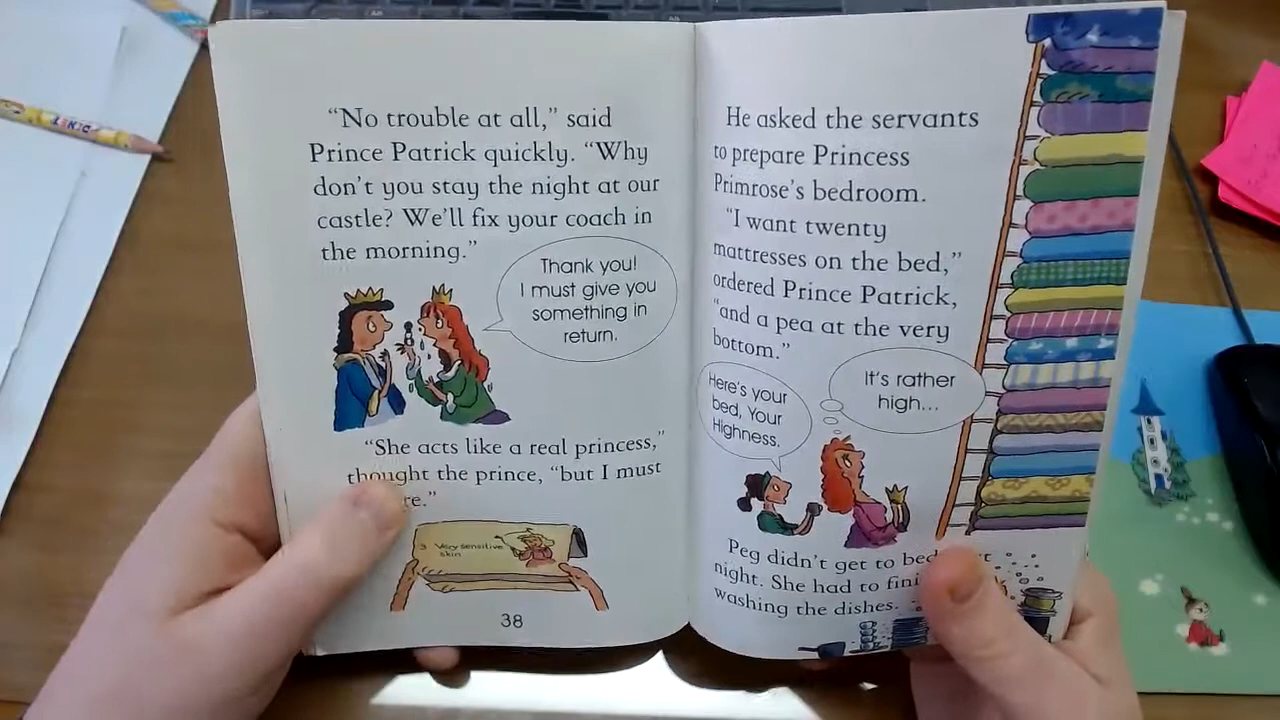 “No trouble at all,” said
Prince Patrick quickly. “Why
don’t you stay the night at our
castle? We’ll fix your coach in
the morning.”
Thank you!
I must give you
something in
return.
“She acts like a real princess,”
thought the prince, “but I must
re.”
3 Very sensitive
skin
38
He asked the servants
to prepare Princess
Primrose’s bedroom.
“I want twenty
mattresses on the bed,”
ordered Prince Patrick,
“and a pea at the very
bottom.”
Here’s your
bed, Your
Highness.
It’s rather
high...
Peg didn’t get to bed
night. She had to fini
washing the dishes.